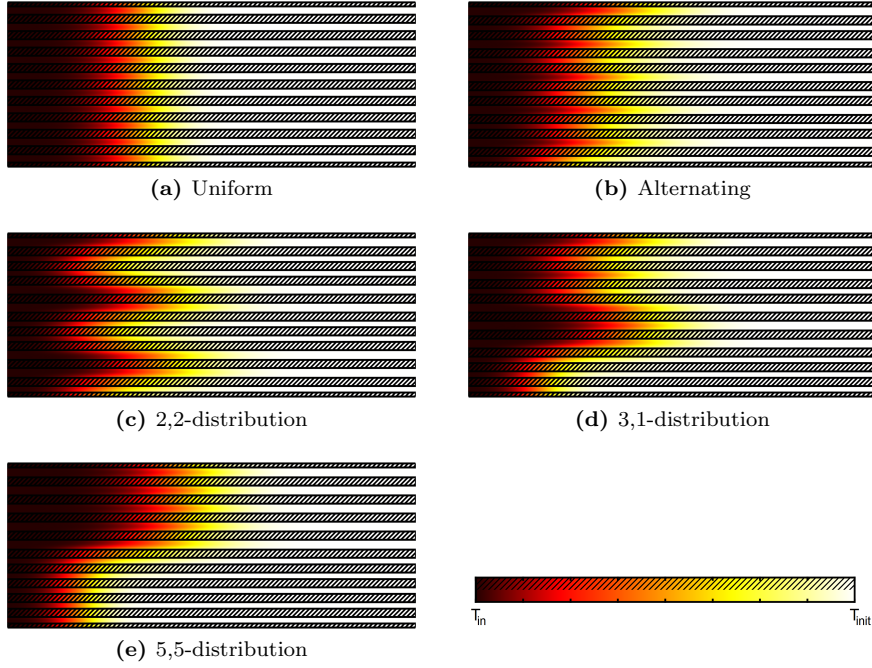 (a) Uniform
(b) Alternating
(c) 2,2-distribution
(d) 3,1-distribution
T_in T_init
(e) 5,5-distribution